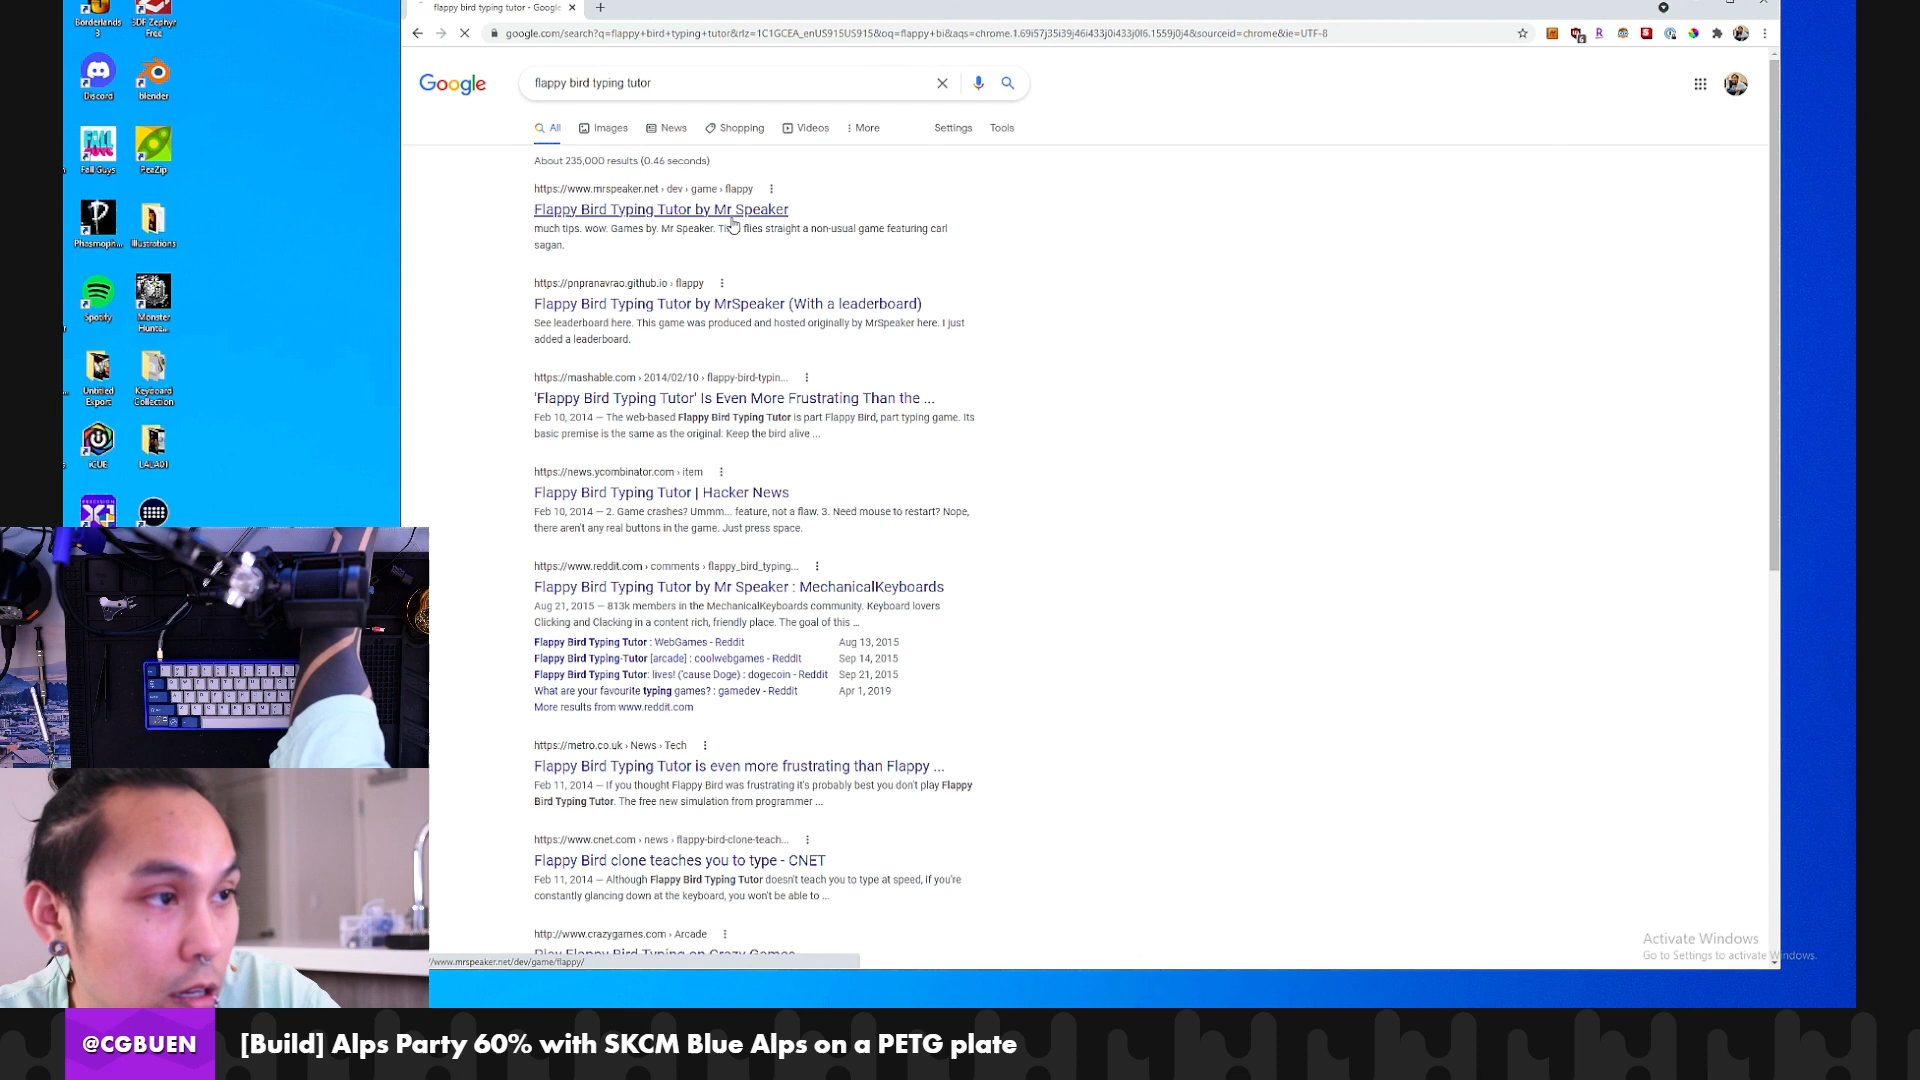 Borderlands 3
3DF Zephyr Free
Discord
blender
Fall Guys
PeaZip
Phasmoph...
Illustrations
Spotify
Monster Hunte...
Untitled Export
Keyboard Collection
iCUE
LALA01
flappy bird typing tutor - Google
google.com/search?q=flappy+bird+typing+tutor&rlz=1C1GCEA_enUS915US915&oq=flappy+bi&aqs=chrome.1.69i57j35i39j46i433j0i433j0l6.1559j0j4&sourceid=chrome&ie=UTF-8
Google
flappy bird typing tutor
All Images News Shopping Videos More Settings Tools
About 235,000 results (0.46 seconds)
https://www.mrspeaker.net › dev › game › flappy
Flappy Bird Typing Tutor by Mr Speaker
much tips. wow. Games by. Mr Speaker. flies straight a non-usual game featuring carl
sagan.
https://pnpranavrao.github.io › flappy
Flappy Bird Typing Tutor by MrSpeaker (With a leaderboard)
See leaderboard here. This game was produced and hosted originally by MrSpeaker here. I just
added a leaderboard.
https://mashable.com › 2014/02/10 › flappy-bird-typin...
'Flappy Bird Typing Tutor' Is Even More Frustrating Than the ...
Feb 10, 2014 — The web-based Flappy Bird Typing Tutor is part Flappy Bird, part typing game. Its
basic premise is the same as the original: Keep the bird alive ...
https://news.ycombinator.com › item
Flappy Bird Typing Tutor | Hacker News
Feb 10, 2014 — 2. Game crashes? Ummm... feature, not a flaw. 3. Need mouse to restart? Nope,
there aren't any real buttons in the game. Just press space.
https://www.reddit.com › comments › flappy_bird_typing...
Flappy Bird Typing Tutor by Mr Speaker : MechanicalKeyboards
Aug 21, 2015 — 813k members in the MechanicalKeyboards community. Keyboard lovers
Clicking and Clacking in a content rich, friendly place. The goal of this ...
Flappy Bird Typing Tutor : WebGames - Reddit Aug 13, 2015
Flappy Bird Typing-Tutor [arcade] : coolwebgames - Reddit Sep 14, 2015
Flappy Bird Typing Tutor: lives! ('cause Doge) : dogecoin - Reddit Sep 21, 2015
What are your favourite typing games? : gamedev - Reddit Apr 1, 2019
More results from www.reddit.com
https://metro.co.uk › News › Tech
Flappy Bird Typing Tutor is even more frustrating than Flappy ...
Feb 11, 2014 — If you thought Flappy Bird was frustrating it's probably best you don't play Flappy
Bird Typing Tutor. The free new simulation from programmer ...
https://www.cnet.com › news › flappy-bird-clone-teach...
Flappy Bird clone teaches you to type - CNET
Feb 11, 2014 — Although Flappy Bird Typing Tutor doesn't teach you to type at speed, if you're
constantly glancing down at the keyboard, you won't be able to ...
http://www.crazygames.com › Arcade
Play Flappy Bird Typing on Crazy Games
/www.mrspeaker.net/dev/game/flappy/
Activate Windows
Go to Settings to activate Windows.
@CGBUEN
[Build] Alps Party 60% with SKCM Blue Alps on a PETG plate